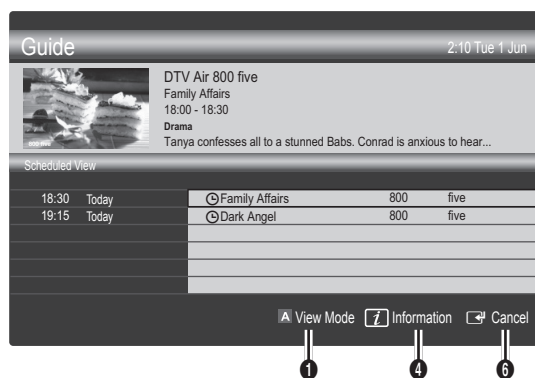 Guide 2:10 Tue 1 Jun
DTV Air 800 five
Family Affairs
18:00 - 18:30
Drama
Tanya confesses all to a stunned Babs. Conrad is anxious to hear...
800 five
Scheduled View
18:30 Today Family Affairs 800 five
19:15 Today Dark Angel 800 five
A View Mode i Information Cancel
1 4 6